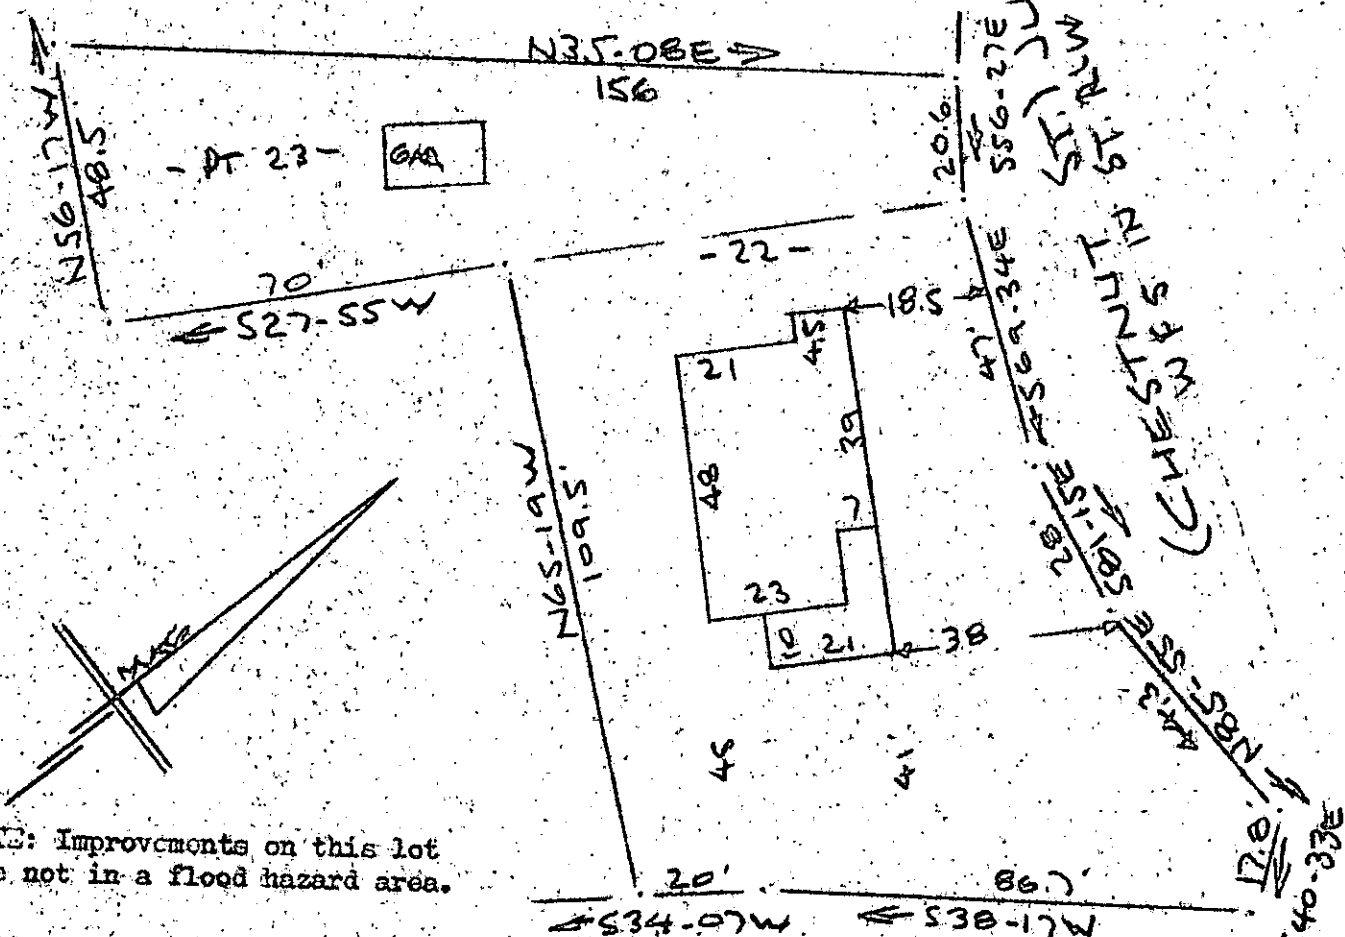 N35-08E
156
N56-17W
48.5
- PT 23 -
GAR
20.6
S56-27E
ST. R/W
- 22 -
70'
S27-55W
18.5
47'
S69-34E
CHESTNUT ST.
21
4.5
39
48
7
23
10
21
38
N65-19W
109.5'
28
S81-15E
N85-55E
MAG
45
41
17.8'
40-33E
20'
86.7'
S34-07W
S38-17W
: Improvements on this lot
not in a flood hazard area.